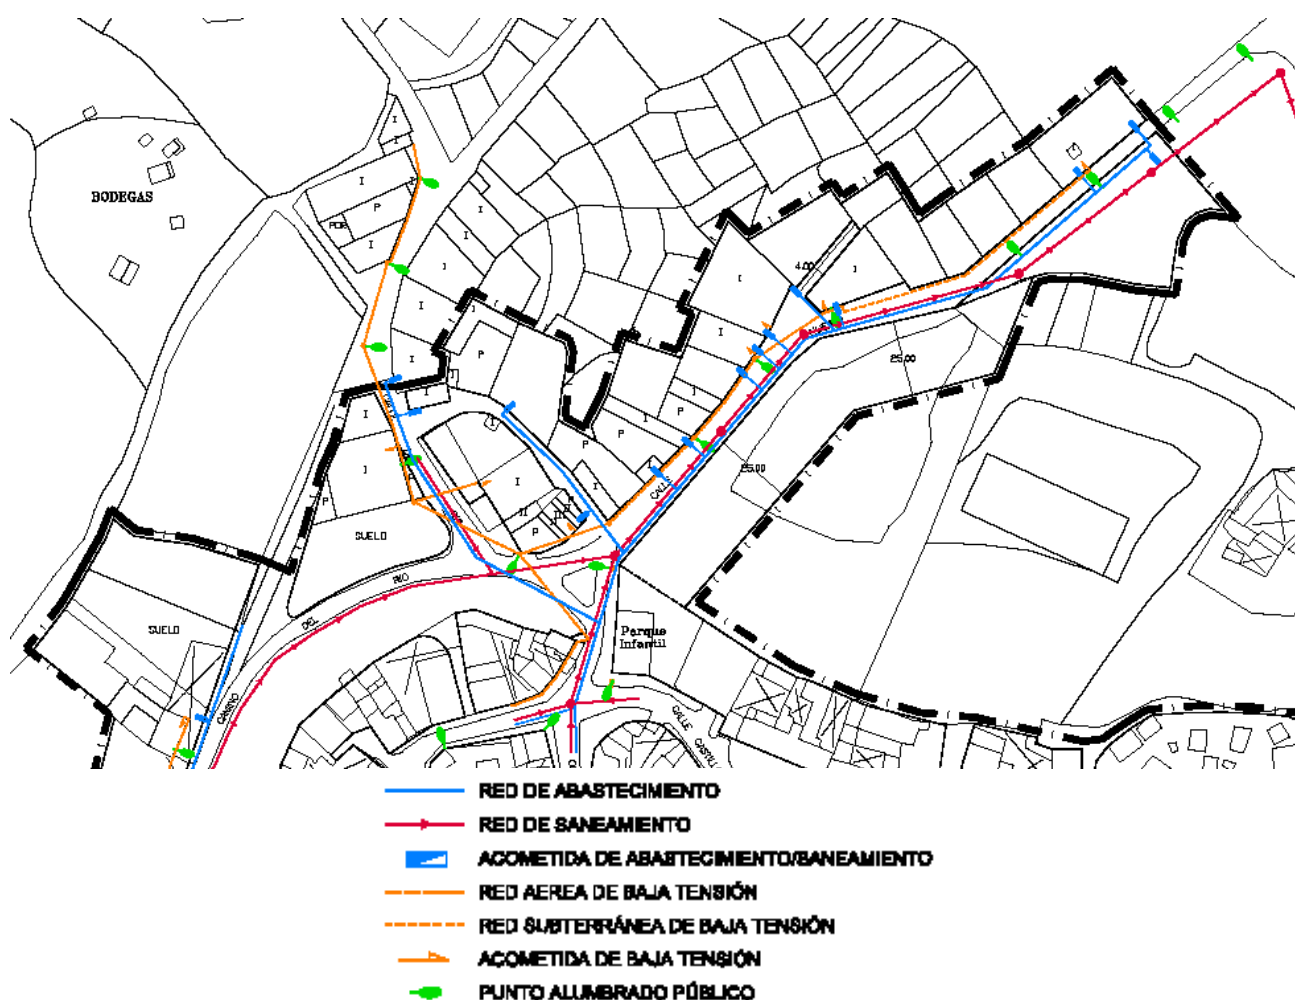 BODEGAS
I
I
I
P
POR
I
I
I
I
I
4.00
I
I
I
P
I
25.00
I
P
P
P
I
25.00
CALLE
I
I
I
P
SUELO
I
II
P
RIO
DEL
CAMINO
SUELO
Parque
Infantil
CALLE CASTILLA
RED DE ABASTECIMIENTO
RED DE SANEAMIENTO
ACOMETIDA DE ABASTECIMIENTO/SANEAMIENTO
RED AEREA DE BAJA TENSIÓN
RED SUBTERRÁNEA DE BAJA TENSIÓN
ACOMETIDA DE BAJA TENSIÓN
PUNTO ALUMBRADO PÚBLICO